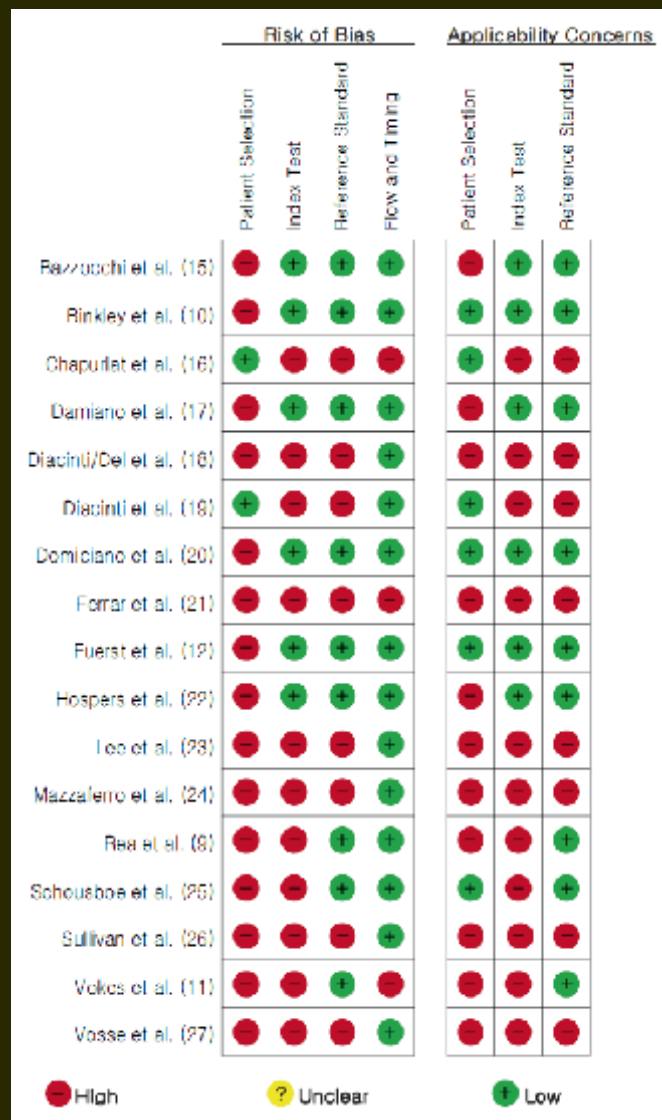 Risk of Bias
Applicability Concerns
Patient Selection
Index Test
Reference Standard
Flow and Timing
Patient Selection
Index Test
Reference Standard
Bazzocchi et al. (15)
Binkley et al. (10)
Chapurlat et al. (16)
Damiano et al. (17)
Diacinti/Del et al. (18)
Diacinti et al. (19)
Domiciano et al. (20)
Ferrar et al. (21)
Fuerst et al. (12)
Hospers et al. (22)
Lee et al. (23)
Mazzaferro et al. (24)
Rea et al. (9)
Schousboe et al. (25)
Sullivan et al. (26)
Vokes et al. (11)
Vosse et al. (27)
High
? Unclear
Low